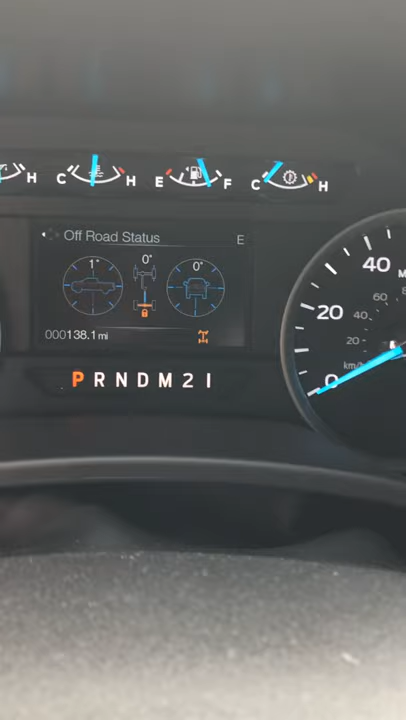 H C H E F C H
Off Road Status E
1° 0° 0°
000138.1 mi
P R N D M 2 1
40 M
60
20 40
20
km/h
0